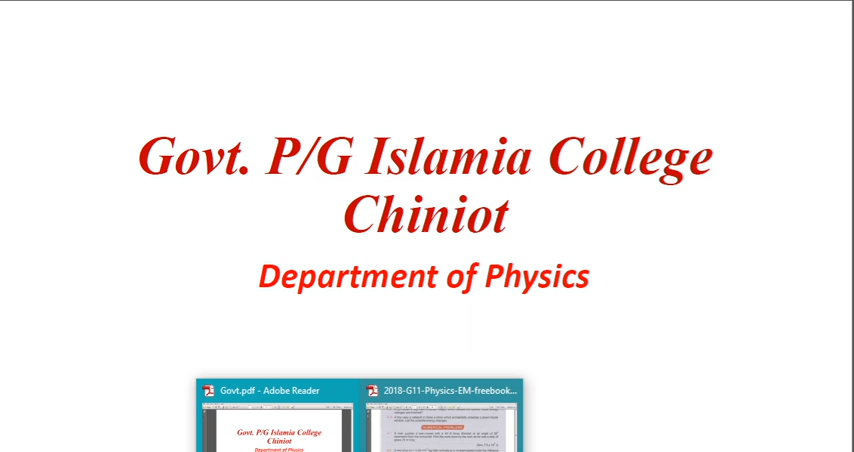 Govt. P/G Islamia College
Chiniot
Department of Physics
Govt.pdf - Adobe Reader
2018-G11-Physics-EM-freebook...
Govt. P/G Islamia College
Chiniot
Department of Physics